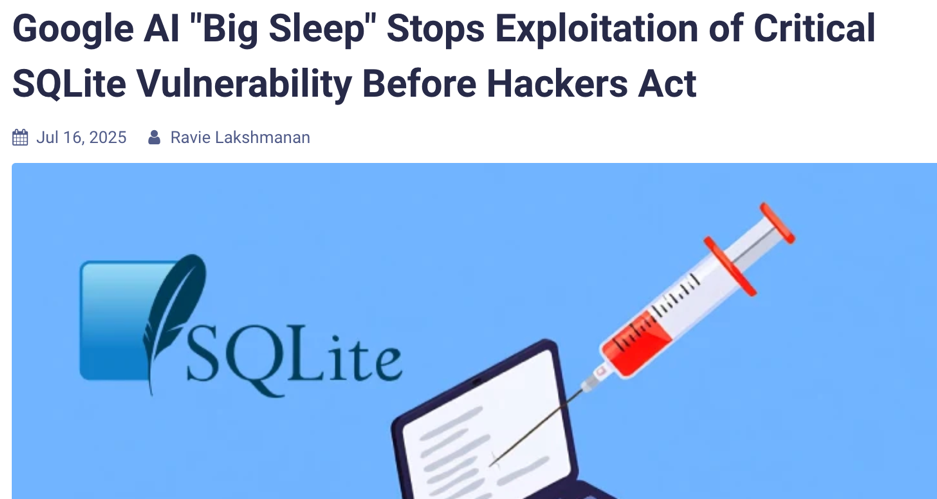 Google AI "Big Sleep" Stops Exploitation of Critical
SQLite Vulnerability Before Hackers Act
Jul 16, 2025 Ravie Lakshmanan
SQLite